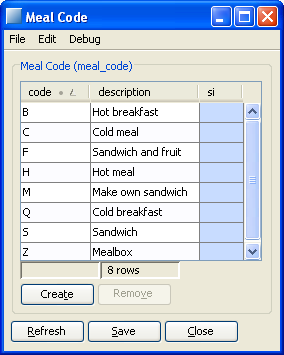 Meal Code
File Edit Debug
Meal Code (meal_code)
code description si
B Hot breakfast
C Cold meal
F Sandwich and fruit
H Hot meal
M Make own sandwich
Q Cold breakfast
S Sandwich
Z Mealbox
8 rows
Create Remove
Refresh Save Close